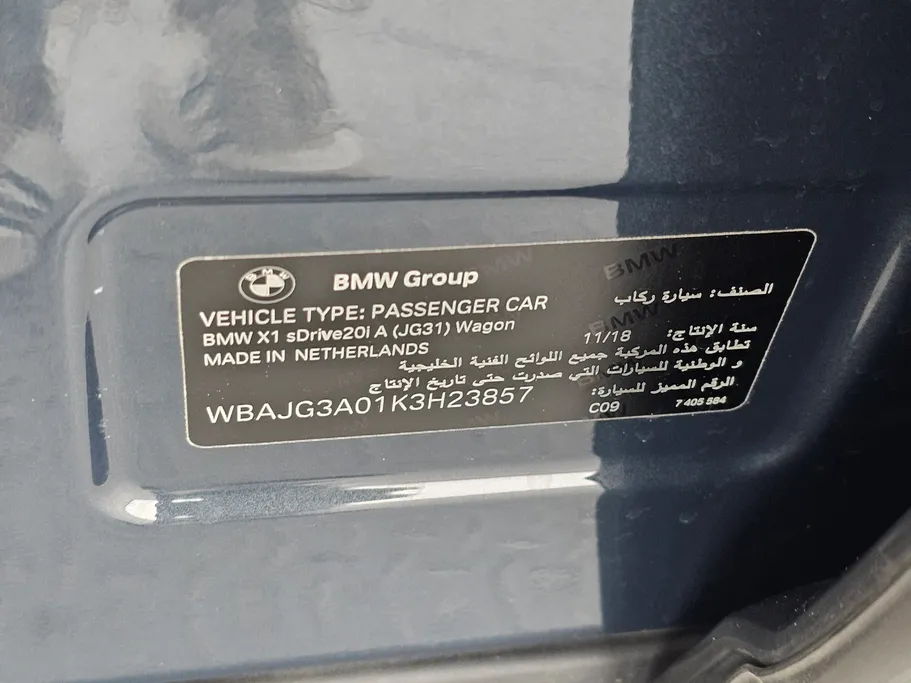 BMW
BMW Group
VEHICLE TYPE: PASSENGER CAR
الصنف: سيارة ركاب
BMW X1 sDrive20i A (JG31) Wagon
سنة الإنتاج: 11/18
MADE IN NETHERLANDS
تطابق هذه المركبة جميع اللوائح الفنية الخليجية
و الوطنية للسيارات التي صدرت حتى تاريخ الإنتاج
الرقم المميز للسيارة:
WBAJG3A01K3H23857
C09
7 405 584